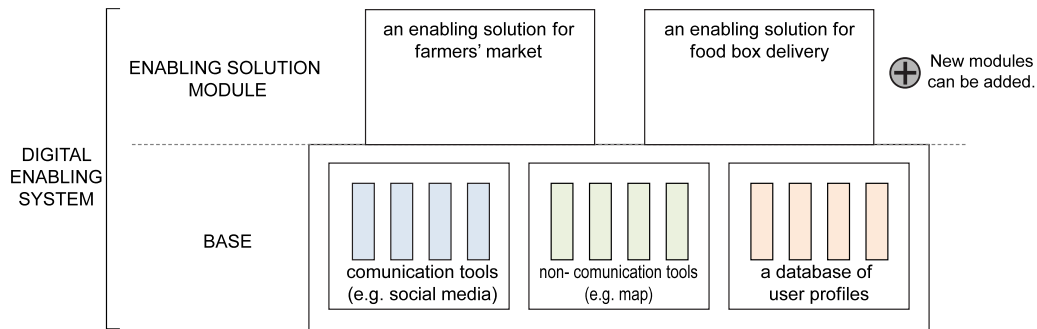 DIGITAL
ENABLING
SYSTEM
ENABLING SOLUTION
MODULE
an enabling solution for
farmers' market
an enabling solution for
food box delivery
New modules
can be added.
BASE
comunication tools
(e.g. social media)
non- comunication tools
(e.g. map)
a database of
user profiles